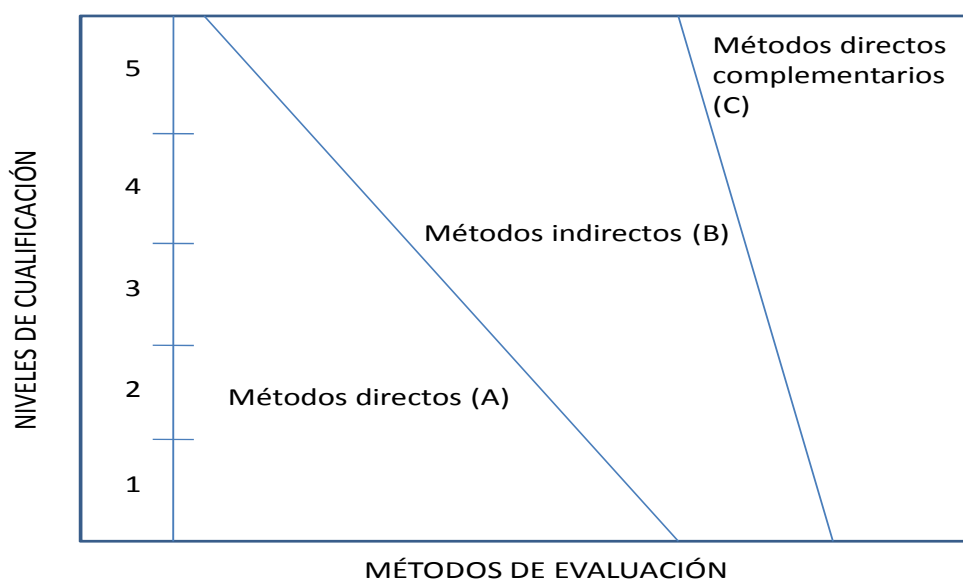 NIVELES DE CUALIFICACIÓN
5
4
3
2
1
Métodos directos
complementarios
(C)
Métodos indirectos (B)
Métodos directos (A)
MÉTODOS DE EVALUACIÓN